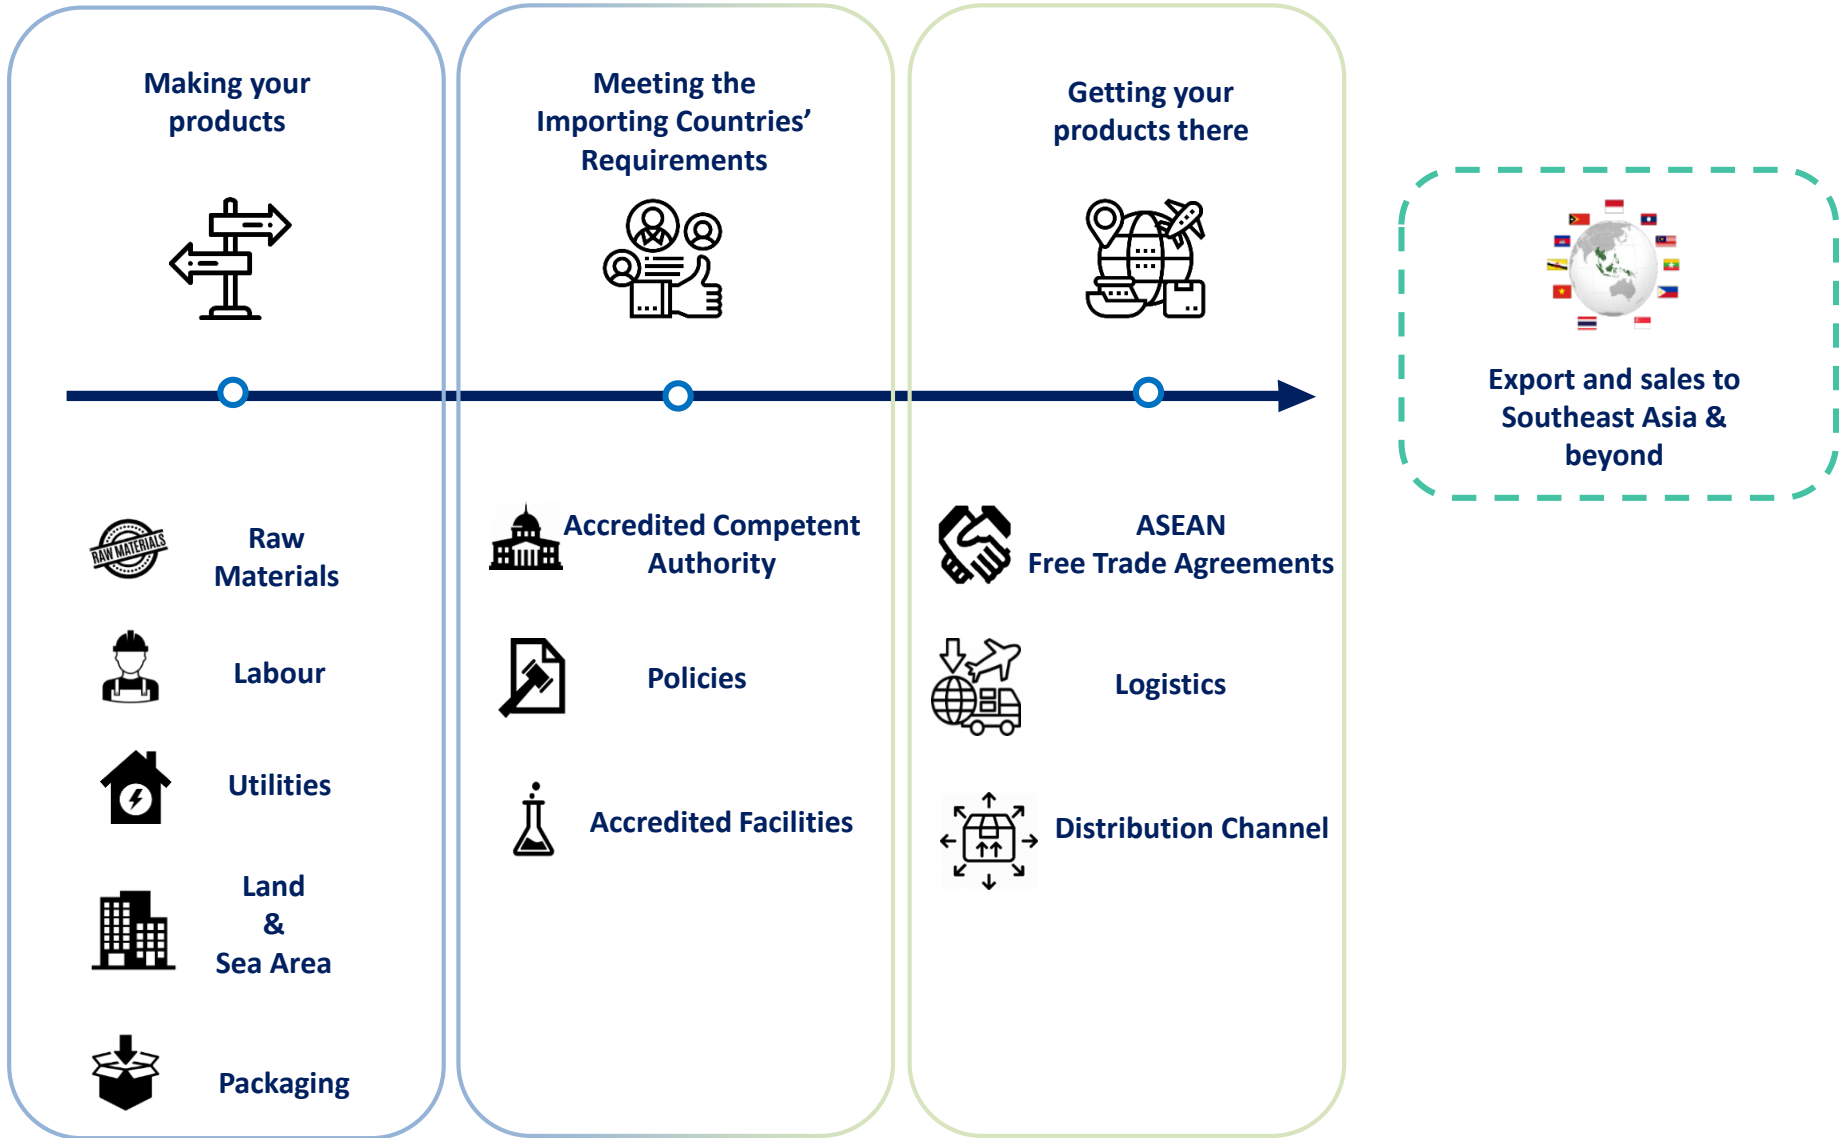 Making your
products
Meeting the
Importing Countries’
Requirements
Getting your
products there
Export and sales to
Southeast Asia &
beyond
RAW MATERIALS
Raw
Materials
Labour
Utilities
Land
&
Sea Area
Packaging
Accredited Competent
Authority
Policies
Accredited Facilities
ASEAN
Free Trade Agreements
Logistics
Distribution Channel